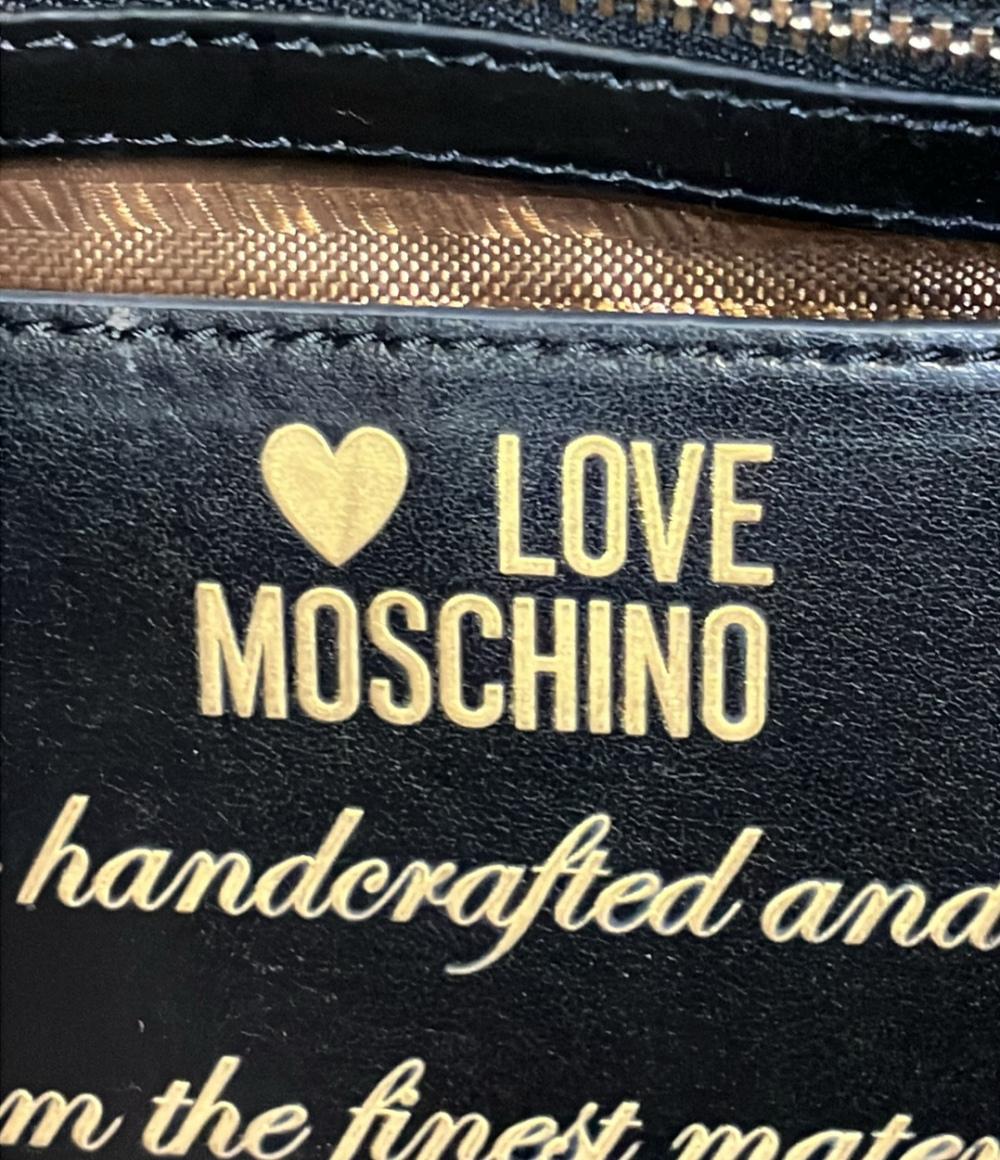 LOVE
MOSCHINO
handcrafted and
the finest